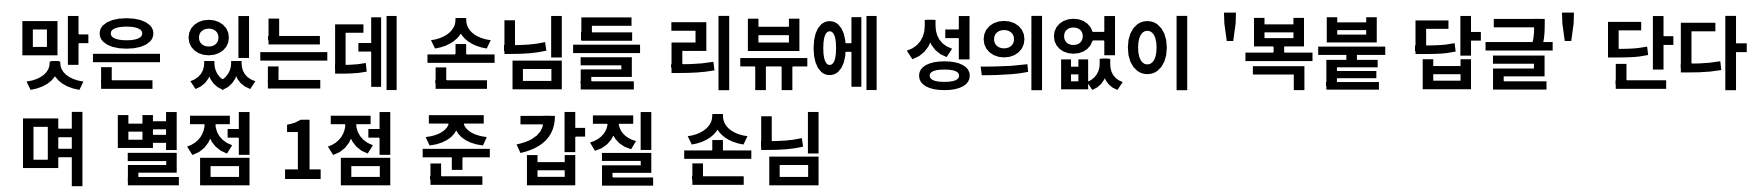 맛은 있는데 손님들 리뷰에 성의없이 '복붙 답글' 단다
며 별점 1점준 갑질 손님